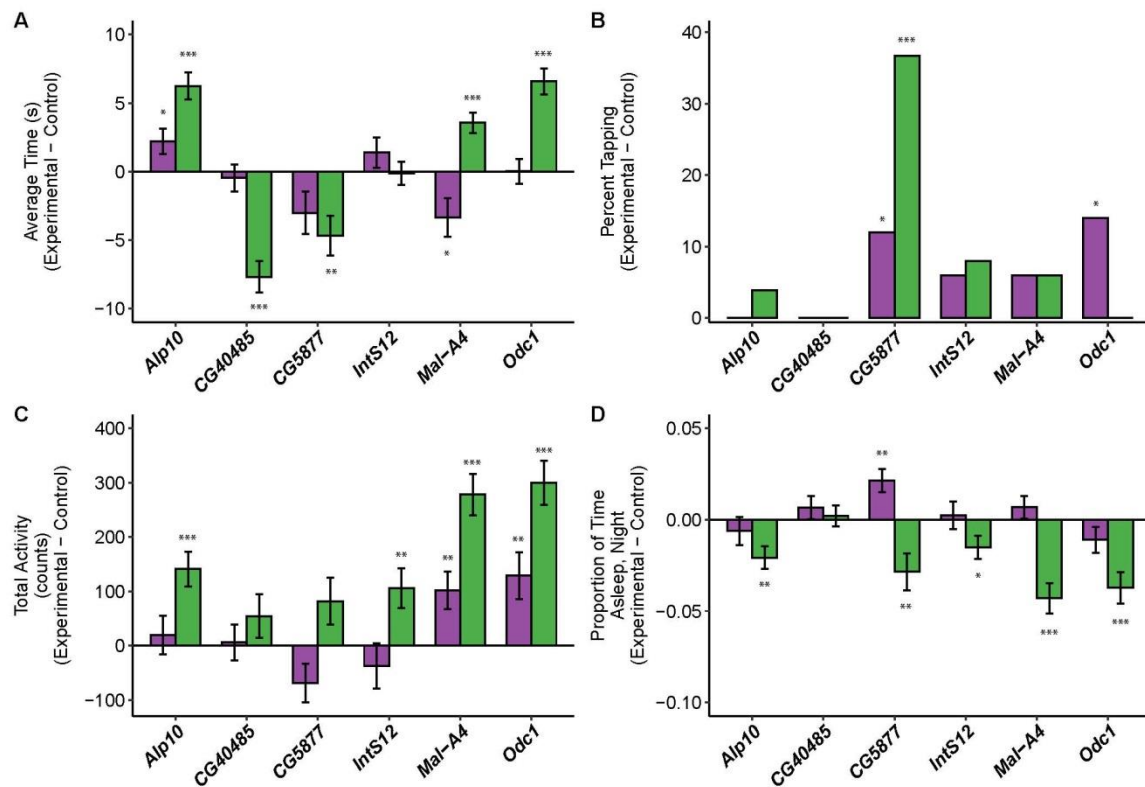 A
Average Time (s)
(Experimental − Control)
10
5
0
−5
−10
*
***
***
**
*
***
***
Alp10
CG40485
CG5877
IntS12
Mal−A4
Odc1
B
Percent Tapping
(Experimental − Control)
40
30
20
10
0
*
***
*
Alp10
CG40485
CG5877
IntS12
Mal−A4
Odc1
C
Total Activity
(counts)
(Experimental − Control)
400
300
200
100
0
−100
***
**
**
***
**
***
Alp10
CG40485
CG5877
IntS12
Mal−A4
Odc1
D
Proportion of Time
Asleep, Night
(Experimental − Control)
0.05
0.00
−0.05
−0.10
**
**
**
*
***
***
Alp10
CG40485
CG5877
IntS12
Mal−A4
Odc1